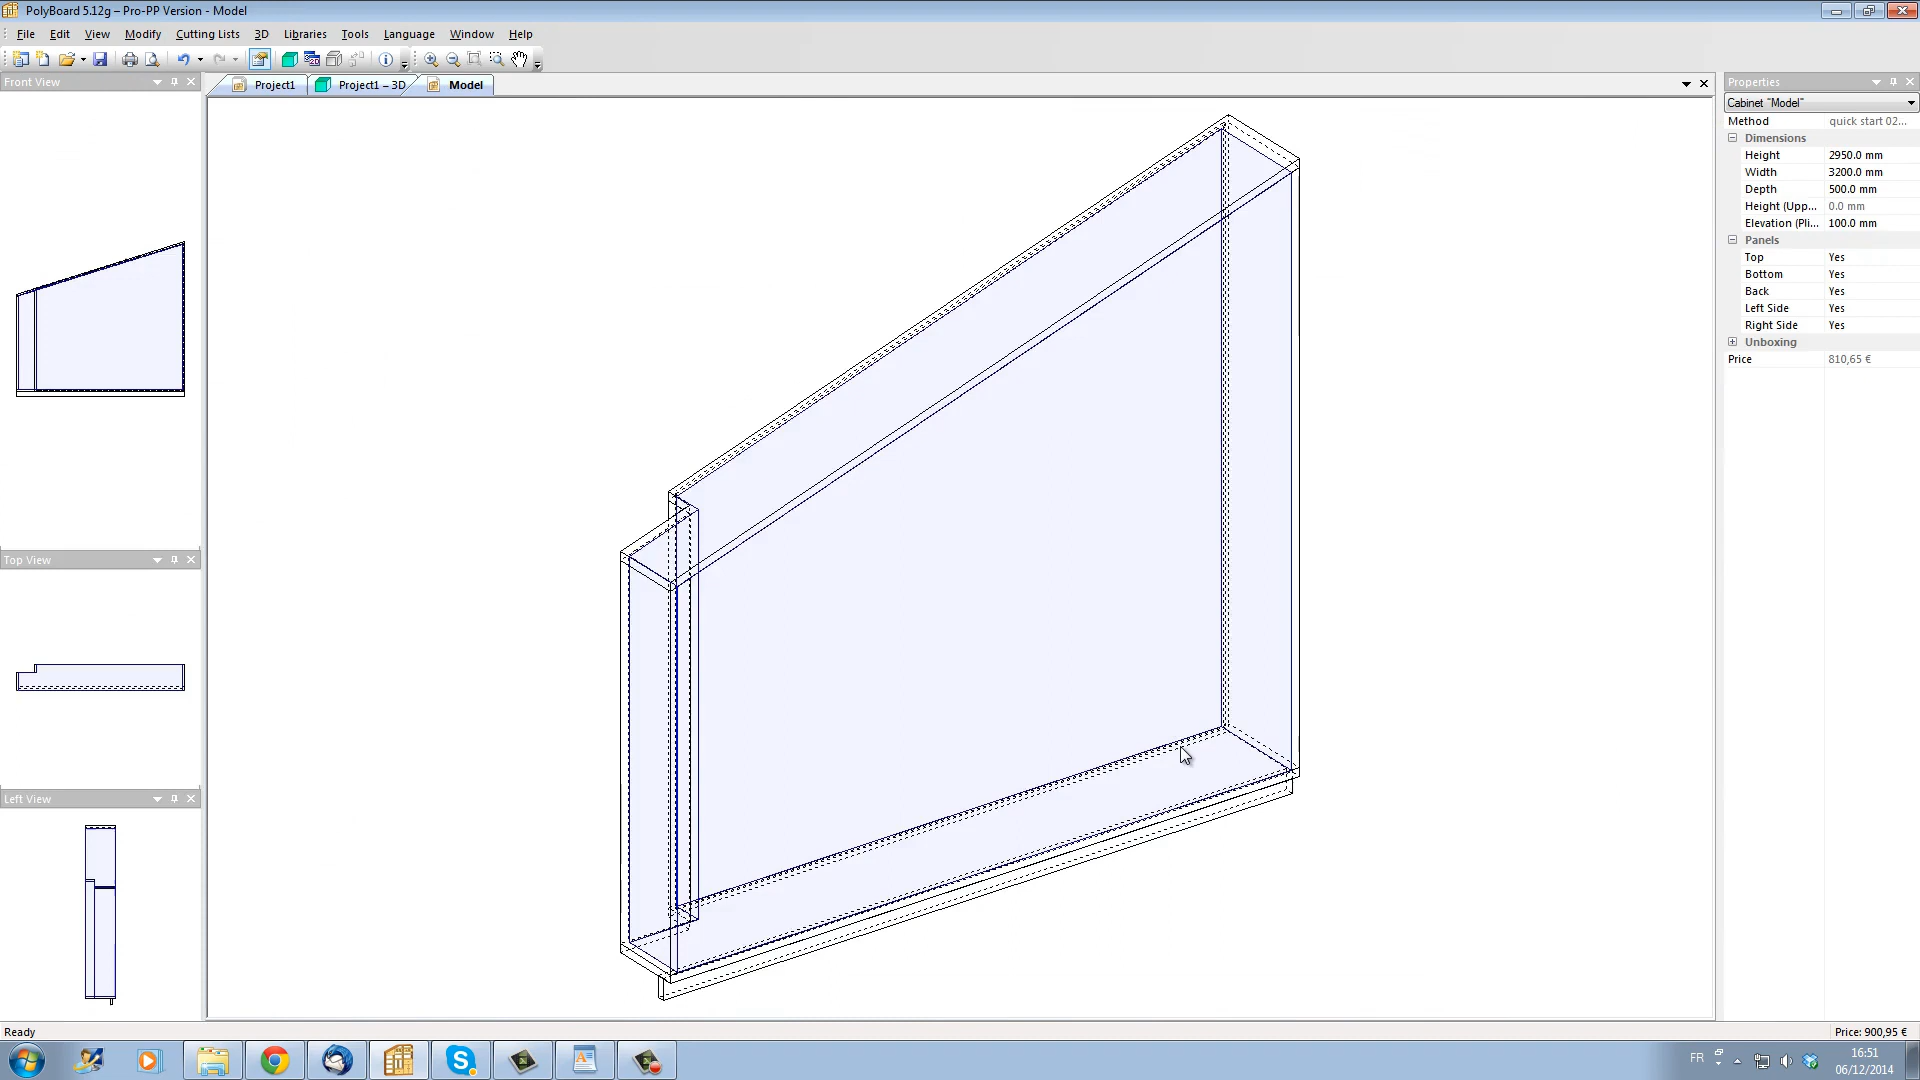 PolyBoard 5.12g – Pro-PP Version - Model
File Edit View Modify Cutting Lists 3D Libraries Tools Language Window Help
Front View
Project1 Project1 – 3D Model
Properties
Cabinet "Model"
Method quick start 02...
Dimensions
Height 2950.0 mm
Width 3200.0 mm
Depth 500.0 mm
Height (Upp... 0.0 mm
Elevation (Pli... 100.0 mm
Panels
Top Yes
Bottom Yes
Back Yes
Left Side Yes
Right Side Yes
Unboxing
Price 810,65 €
Top View
Left View
Ready
Price: 900,95 €
FR
16:51
06/12/2014